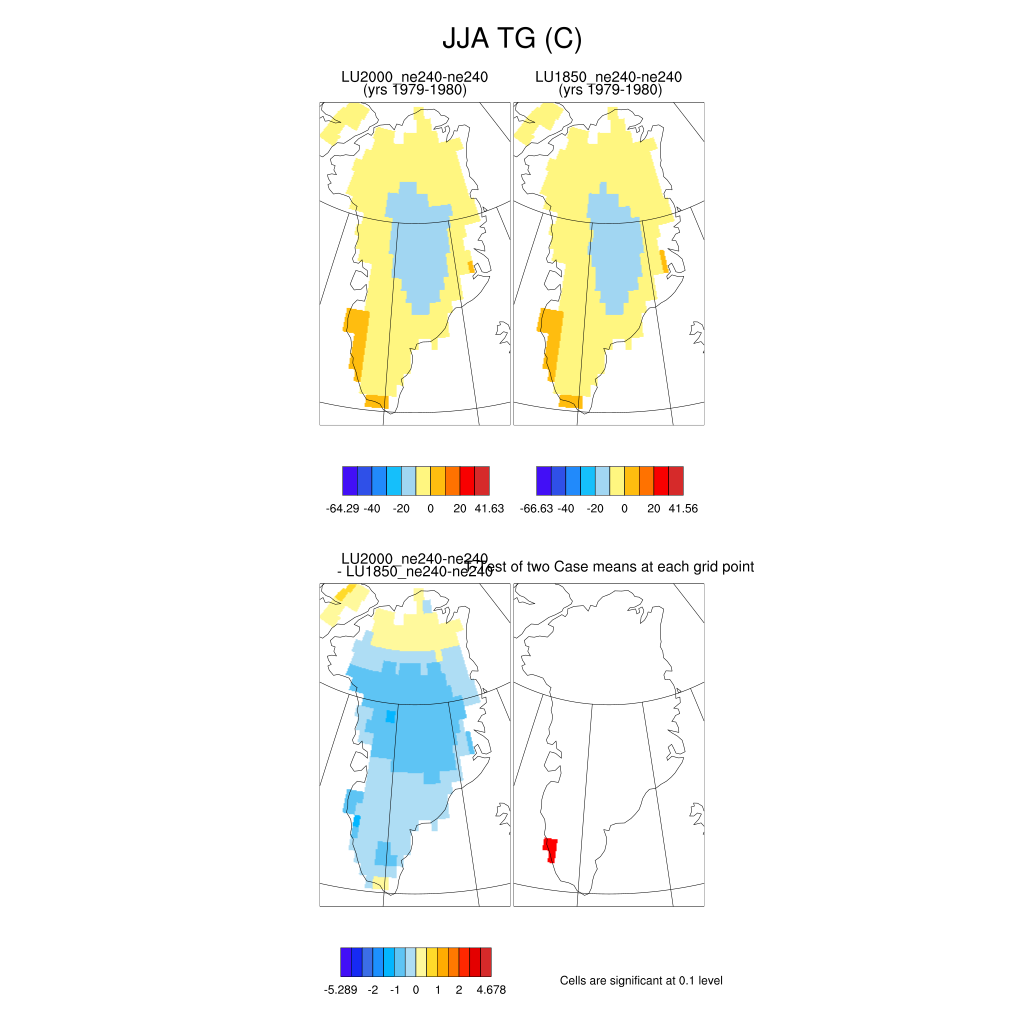 JJA TG (C)
LU2000_ne240-ne240
(yrs 1979-1980)
LU1850_ne240-ne240
(yrs 1979-1980)
-64.29 -40 -20 0 20 41.63
-66.63 -40 -20 0 20 41.56
LU2000_ne240-ne240
- LU1850_ne240-ne240
T-Test of two Case means at each grid point
-5.289 -2 -1 0 1 2 4.678
Cells are significant at 0.1 level